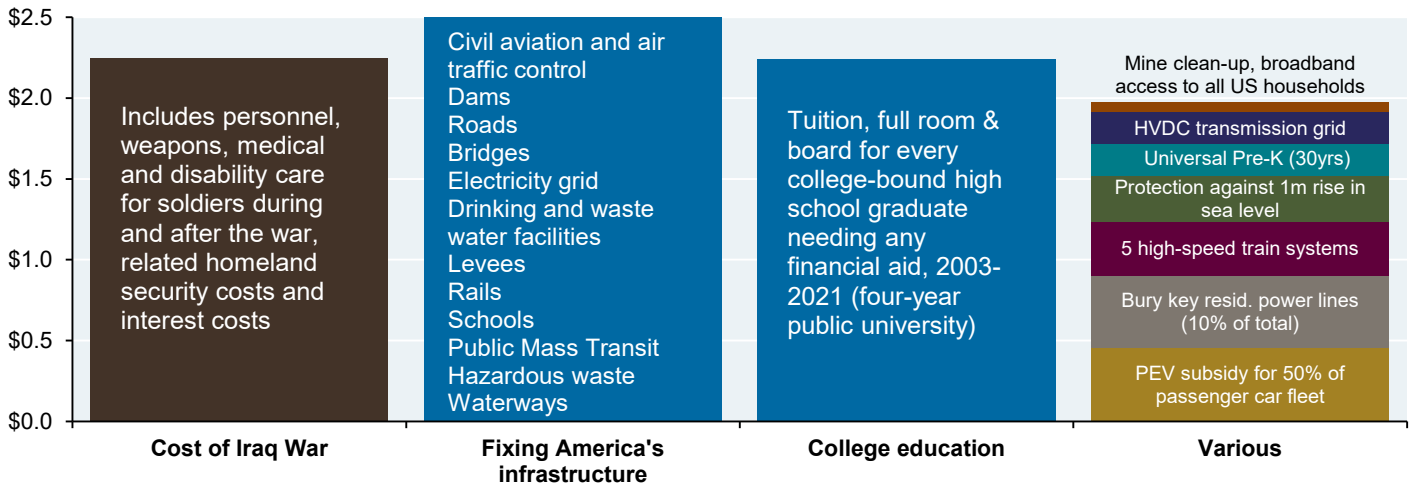 $2.5
$2.0
$1.5
$1.0
$0.5
$0.0
Includes personnel,
weapons, medical
and disability care
for soldiers during
and after the war,
related homeland
security costs and
interest costs
Civil aviation and air
traffic control
Dams
Roads
Bridges
Electricity grid
Drinking and waste
water facilities
Levees
Rails
Schools
Public Mass Transit
Hazardous waste
Waterways
Tuition, full room &
board for every
college-bound high
school graduate
needing any
financial aid, 2003-
2021 (four-year
public university)
Mine clean-up, broadband
access to all US households
HVDC transmission grid
Universal Pre-K (30yrs)
Protection against 1m rise in
sea level
5 high-speed train systems
Bury key resid. power lines
(10% of total)
PEV subsidy for 50% of
passenger car fleet
Cost of Iraq War
Fixing America's
infrastructure
College education
Various